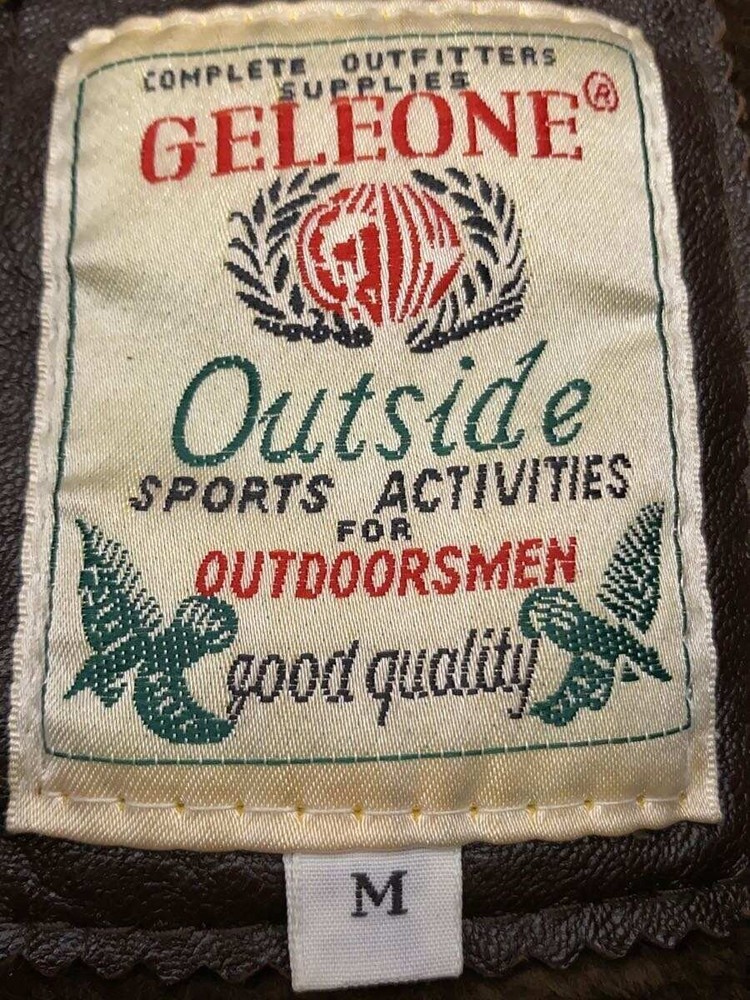 COMPLETE OUTFITTERS
SUPPLIES
GELEONE®
Outside
SPORTS ACTIVITIES
FOR
OUTDOORSMEN
good quality
M